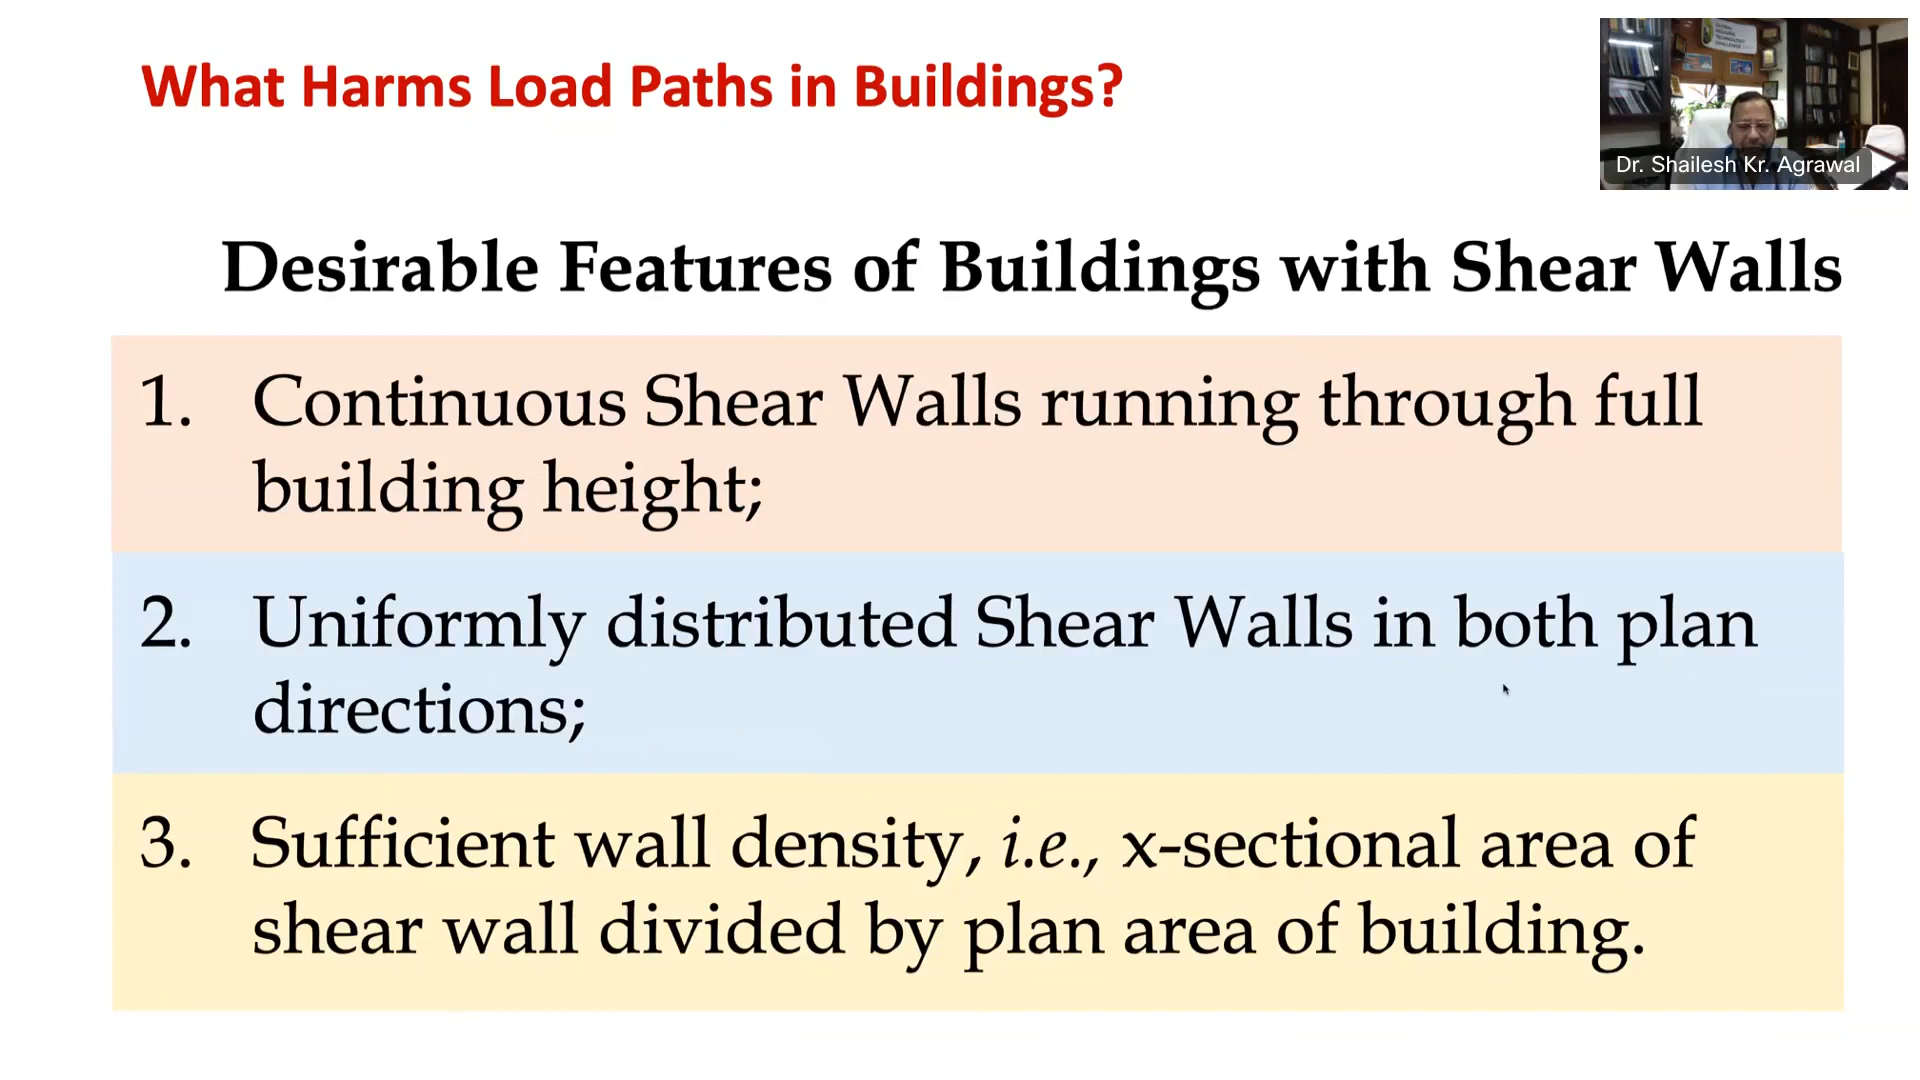 What Harms Load Paths in Buildings?
Dr. Shailesh Kr. Agrawal
Desirable Features of Buildings with Shear Walls
1. Continuous Shear Walls running through full
building height;
2. Uniformly distributed Shear Walls in both plan
directions;
3. Sufficient wall density, i.e., x-sectional area of
shear wall divided by plan area of building.